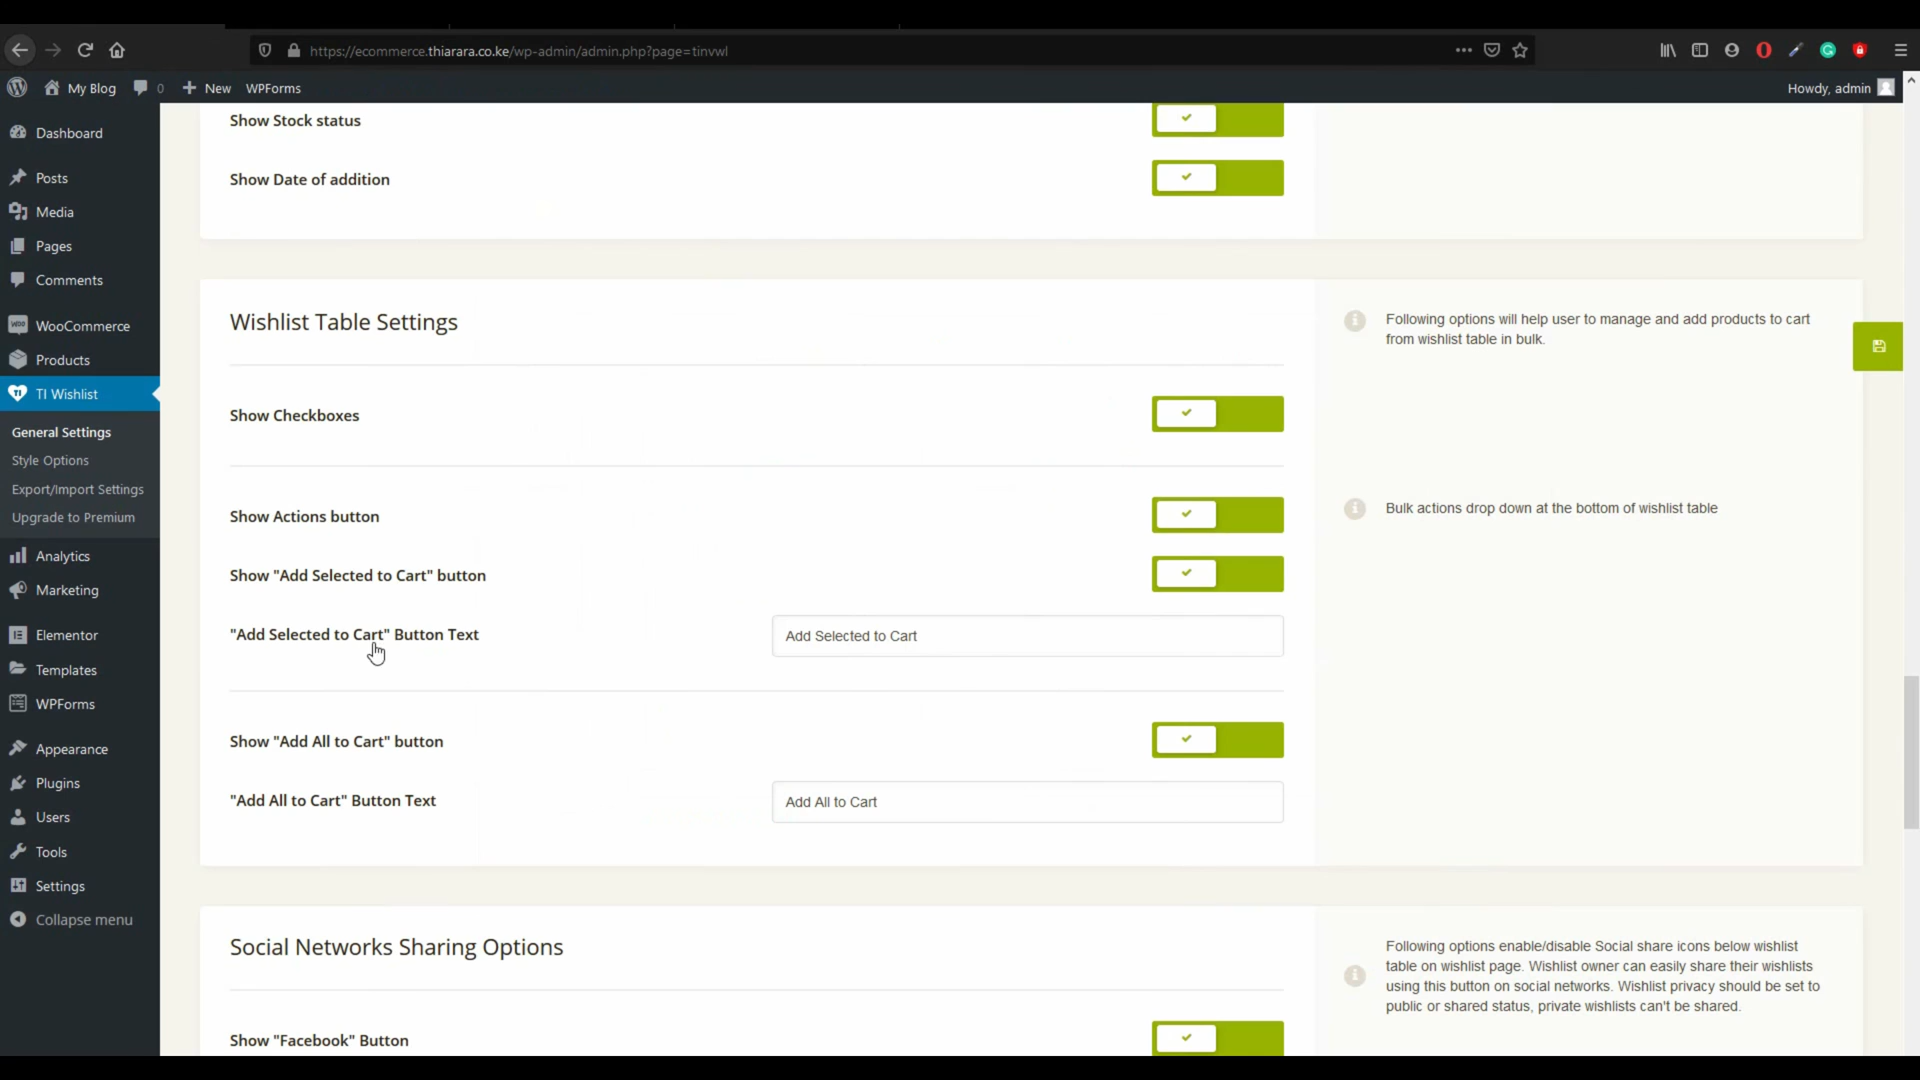 https://ecommerce.thiarara.co.ke/wp-admin/admin.php?page=tinvwl
My Blog
0
New
WPForms
Howdy, admin
Dashboard
Posts
Media
Pages
Comments
WooCommerce
Products
TI Wishlist
General Settings
Style Options
Export/Import Settings
Upgrade to Premium
Analytics
Marketing
Elementor
Templates
WPForms
Appearance
Plugins
Users
Tools
Settings
Collapse menu
Show Stock status
Show Date of addition
Wishlist Table Settings
Following options will help user to manage and add products to cart
from wishlist table in bulk.
Show Checkboxes
Show Actions button
Bulk actions drop down at the bottom of wishlist table
Show "Add Selected to Cart" button
"Add Selected to Cart" Button Text
Add Selected to Cart
Show "Add All to Cart" button
"Add All to Cart" Button Text
Add All to Cart
Social Networks Sharing Options
Following options enable/disable Social share icons below wishlist
table on wishlist page. Wishlist owner can easily share their wishlists
using this button on social networks. Wishlist privacy should be set to
public or shared status, private wishlists can't be shared.
Show "Facebook" Button